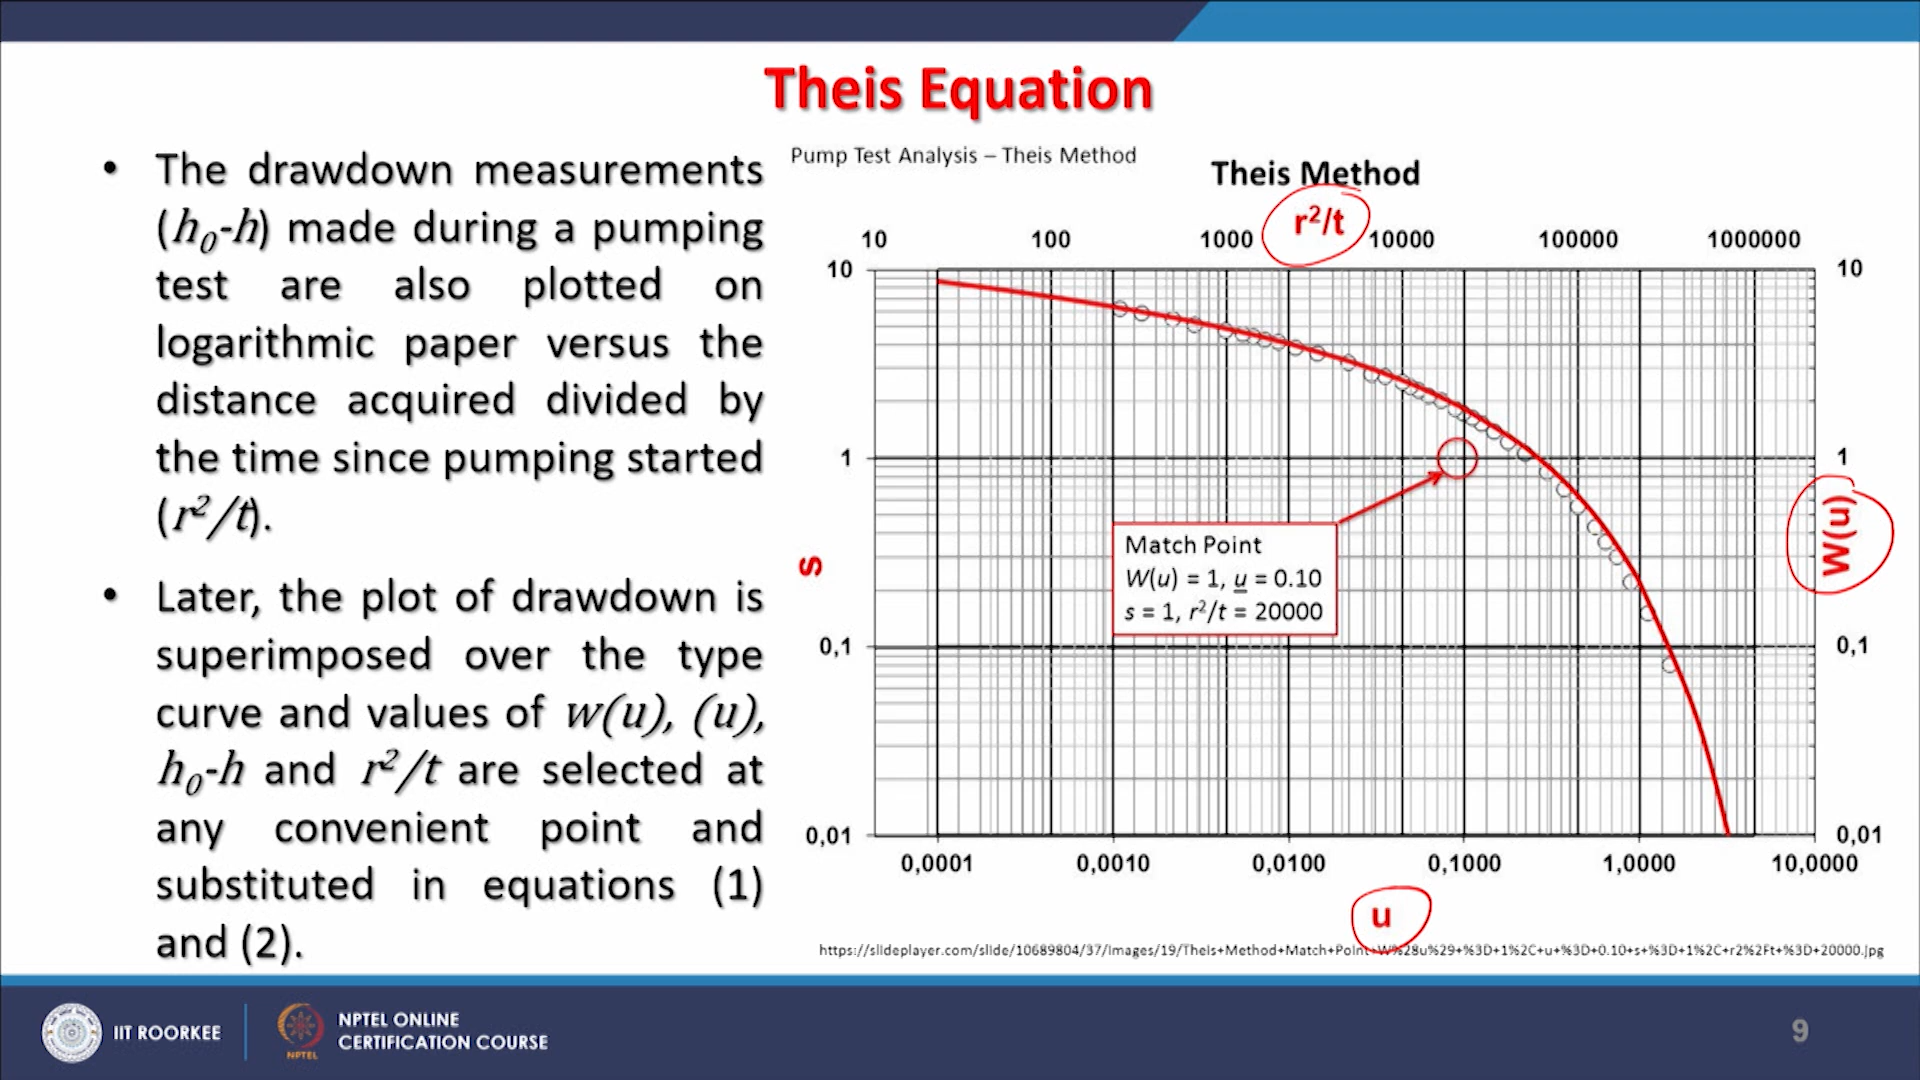 Theis Equation
• The drawdown measurements
(h₀-h) made during a pumping
test are also plotted on
logarithmic paper versus the
distance acquired divided by
the time since pumping started
(r²/t).
• Later, the plot of drawdown is
superimposed over the type
curve and values of w(u), (u),
h₀-h and r²/t are selected at
any convenient point and
substituted in equations (1)
and (2).
Pump Test Analysis – Theis Method
Theis Method
r²/t
10 100 1000 10000 100000 1000000
10 10
1 1
0,1 0,1
0,01 0,01
s
W(u)
Match Point
W(u) = 1, u = 0.10
s = 1, r²/t = 20000
0,0001 0,0010 0,0100 0,1000 1,0000 10,0000
u
https://slideplayer.com/slide/10689804/37/images/19/Theis+Method+Match+Point+W%28u%29+%3D+1%2C+u+%3D+0.10+s+%3D+1%2C+r2%2Ft+%3D+20000.jpg
IIT ROORKEE
NPTEL
NPTEL ONLINE
CERTIFICATION COURSE
9